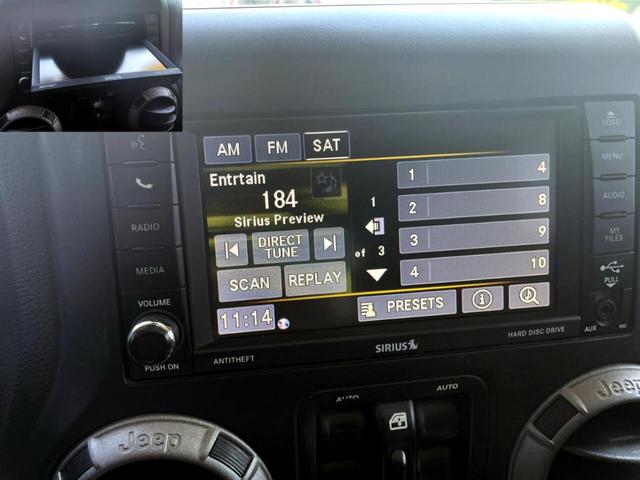 AM FM SAT
Entrtain
184
Sirius Preview
DIRECT
TUNE
SCAN REPLAY
11:14
1
of 3
1 4
2 8
3 9
4 10
PRESETS
RADIO
MEDIA
VOLUME
PUSH ON
ANTITHEFT
SIRIUS
HARD DISC DRIVE
LOAD
MENU
AUDIO
MY
FILES
PULL
AUX
AUTO
AUTO
Jeep
Jeep